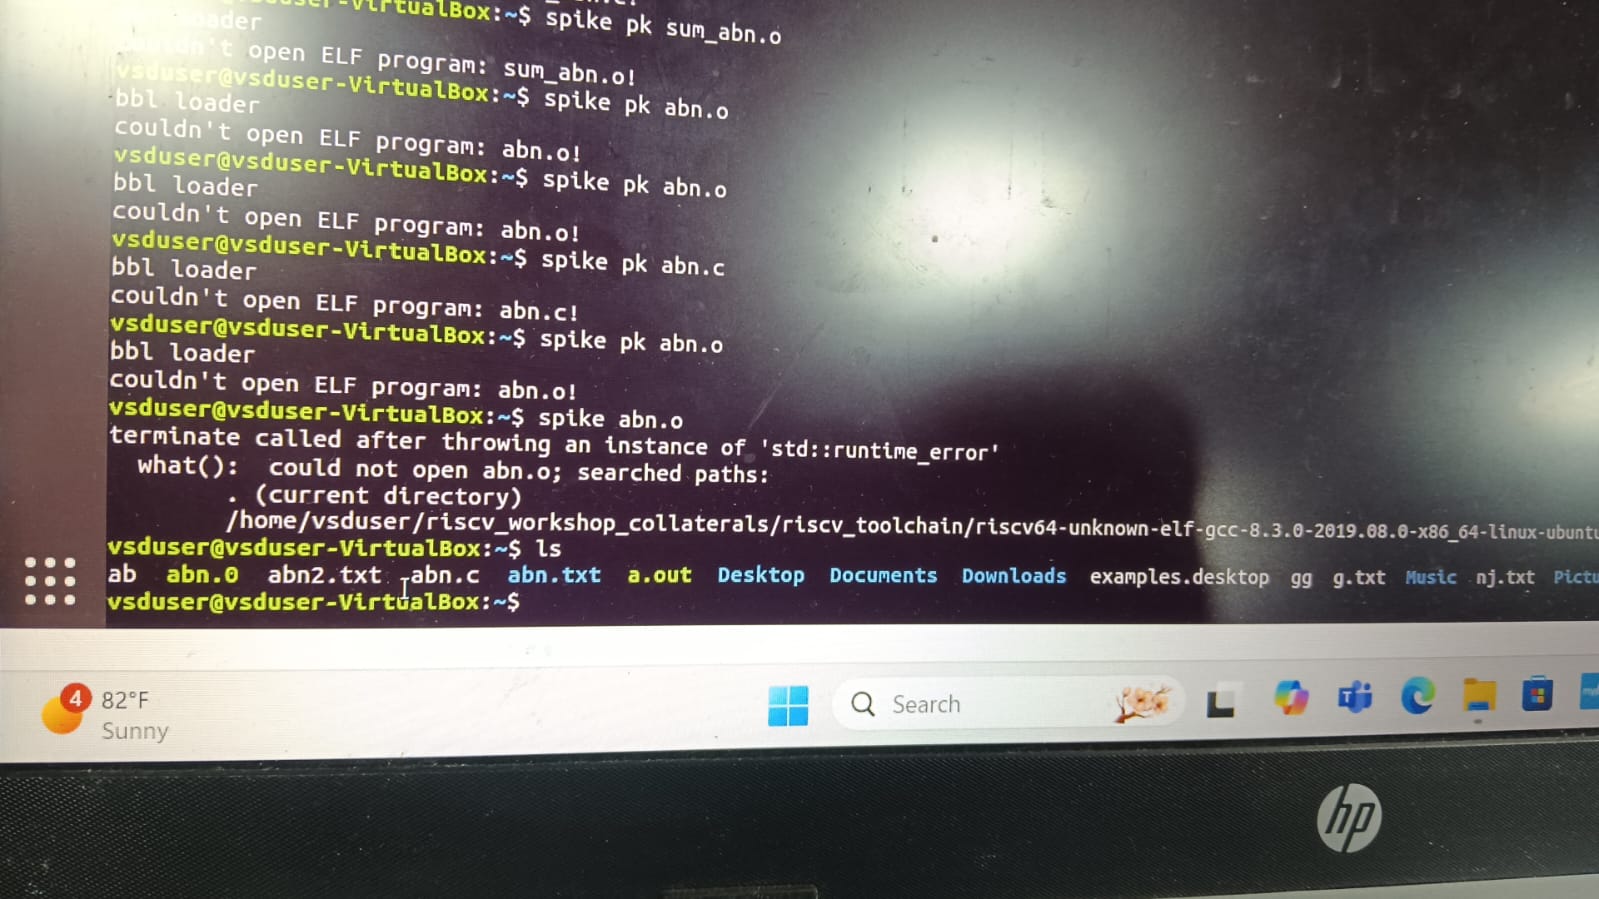 vsduser@vsduser-VirtualBox:~$ spike pk sum_abn.o
bbl loader
couldn't open ELF program: sum_abn.o!
vsduser@vsduser-VirtualBox:~$ spike pk abn.o
bbl loader
couldn't open ELF program: abn.o!
vsduser@vsduser-VirtualBox:~$ spike pk abn.o
bbl loader
couldn't open ELF program: abn.o!
vsduser@vsduser-VirtualBox:~$ spike pk abn.c
bbl loader
couldn't open ELF program: abn.c!
vsduser@vsduser-VirtualBox:~$ spike pk abn.o
bbl loader
couldn't open ELF program: abn.o!
vsduser@vsduser-VirtualBox:~$ spike abn.o
terminate called after throwing an instance of 'std::runtime_error'
what(): could not open abn.o; searched paths:
. (current directory)
/home/vsduser/riscv_workshop_collaterals/riscv_toolchain/riscv64-unknown-elf-gcc-8.3.0-2019.08.0-x86_64-linux-ubuntu
vsduser@vsduser-VirtualBox:~$ ls
ab abn.0 abn2.txt abn.c abn.txt a.out Desktop Documents Downloads examples.desktop gg g.txt Music nj.txt Pictu
vsduser@vsduser-VirtualBox:~$
4 82°F
Sunny
Search
hp